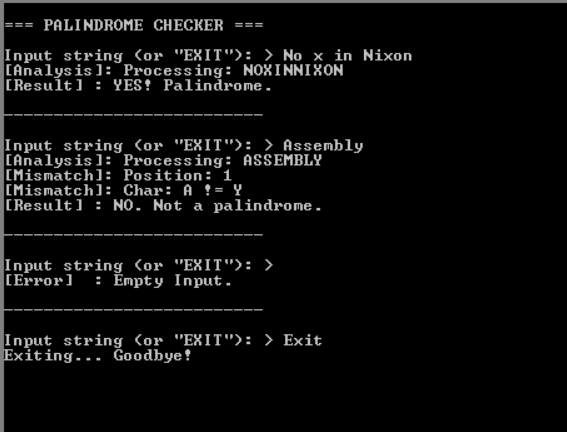 === PALINDROME CHECKER ===
Input string (or "EXIT"): > No x in Nixon
[Analysis]: Processing: NOXINNIXON
[Result] : YES! Palindrome.
--------------------------
Input string (or "EXIT"): > Assembly
[Analysis]: Processing: ASSEMBLY
[Mismatch]: Position: 1
[Mismatch]: Char: A != Y
[Result] : NO. Not a palindrome.
--------------------------
Input string (or "EXIT"): >
[Error]  : Empty Input.
--------------------------
Input string (or "EXIT"): > Exit
Exiting... Goodbye!